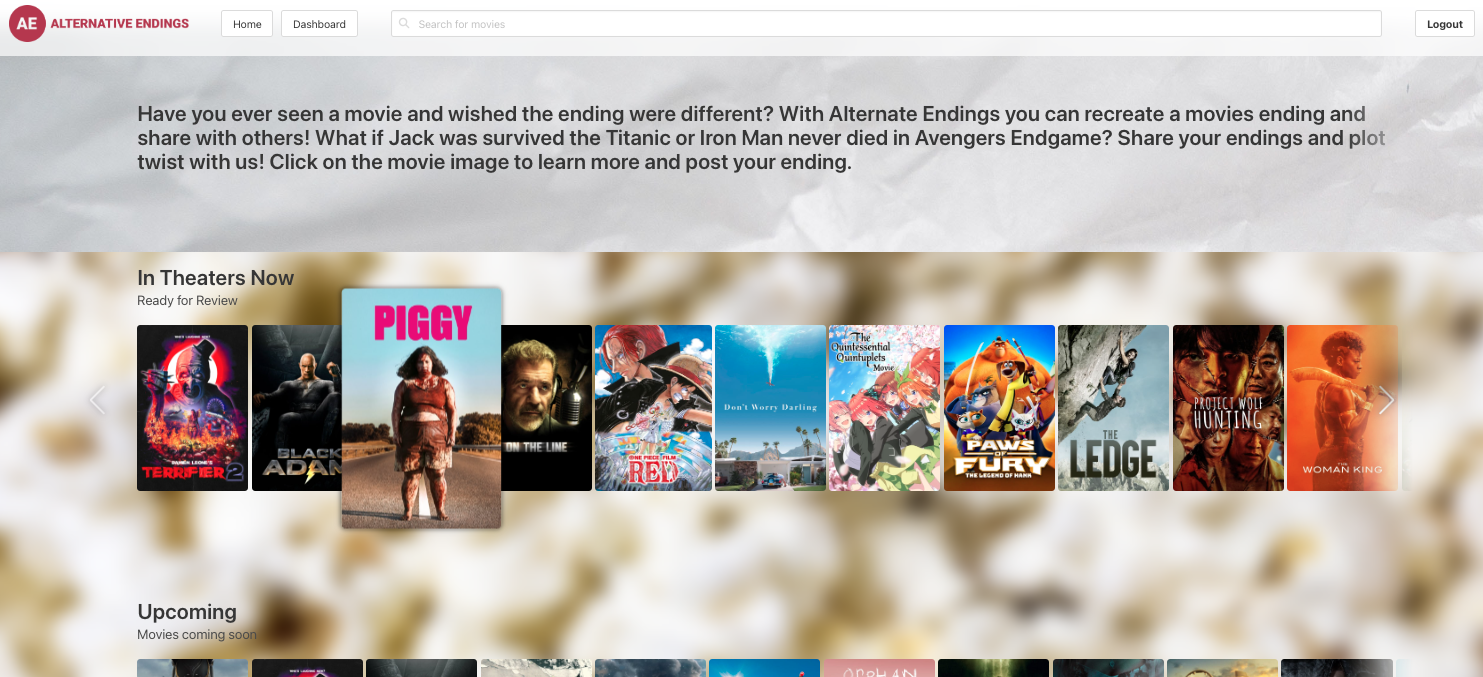 AE ALTERNATIVE ENDINGS
Home
Dashboard
Search for movies
Logout
Have you ever seen a movie and wished the ending were different? With Alternate Endings you can recreate a movies ending and
share with others! What if Jack was survived the Titanic or Iron Man never died in Avengers Endgame? Share your endings and plot
twist with us! Click on the movie image to learn more and post your ending.
In Theaters Now
Ready for Review
DAMIEN LEONE'S
TERRIFIER 2
BLACK
ADAM
PIGGY
ON THE LINE
ONE PIECE FILM
RED
Don't Worry Darling
The
Quintessential
Quintuplets
Movie
PAWS
OF
FURY
THE LEGEND OF HANK
THE
LEDGE
PROJECT WOLF
HUNTING
THE
WOMAN KING
Upcoming
Movies coming soon
ORPHAN